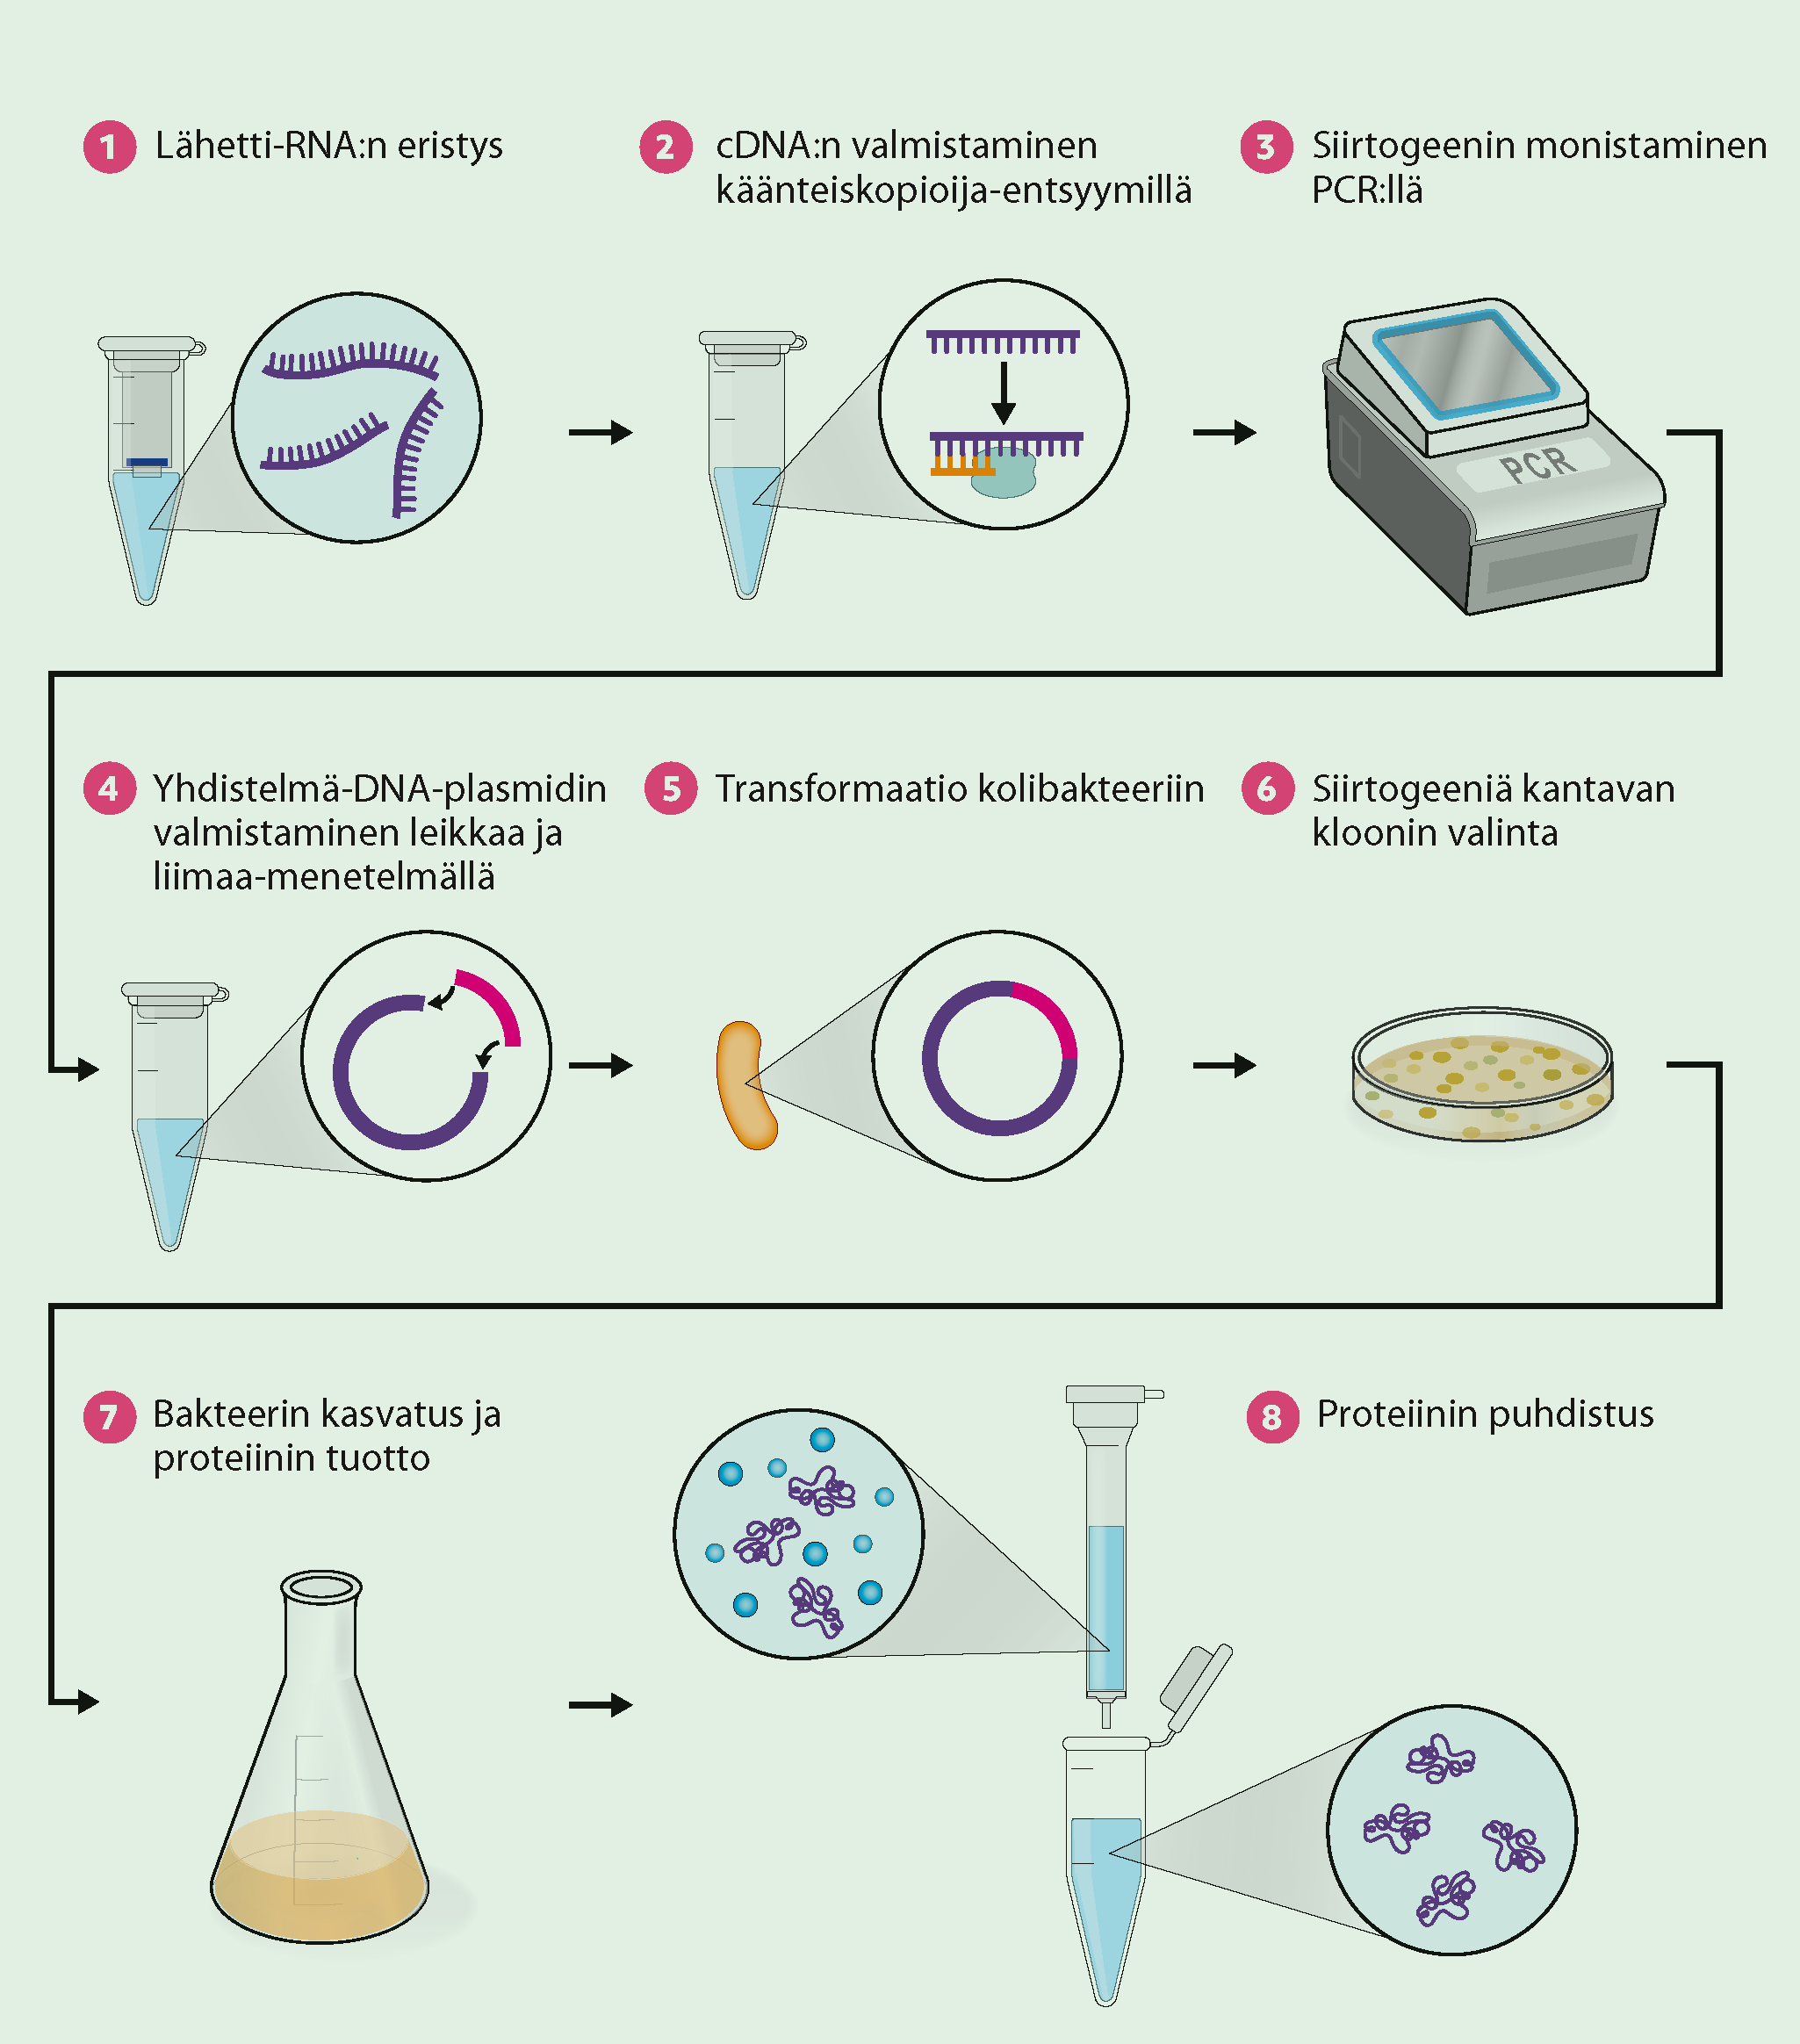 1 Lähetti-RNA:n eristys
2 cDNA:n valmistaminen
käänteiskopioija-entsyymillä
3 Siirtogeenin monistaminen
PCR:llä
PCR
4 Yhdistelmä-DNA-plasmidin
valmistaminen leikkaa ja
liimaa-menetelmällä
5 Transformaatio kolibakteeriin
6 Siirtogeeniä kantavan
kloonin valinta
7 Bakteerin kasvatus ja
proteiinin tuotto
8 Proteiinin puhdistus